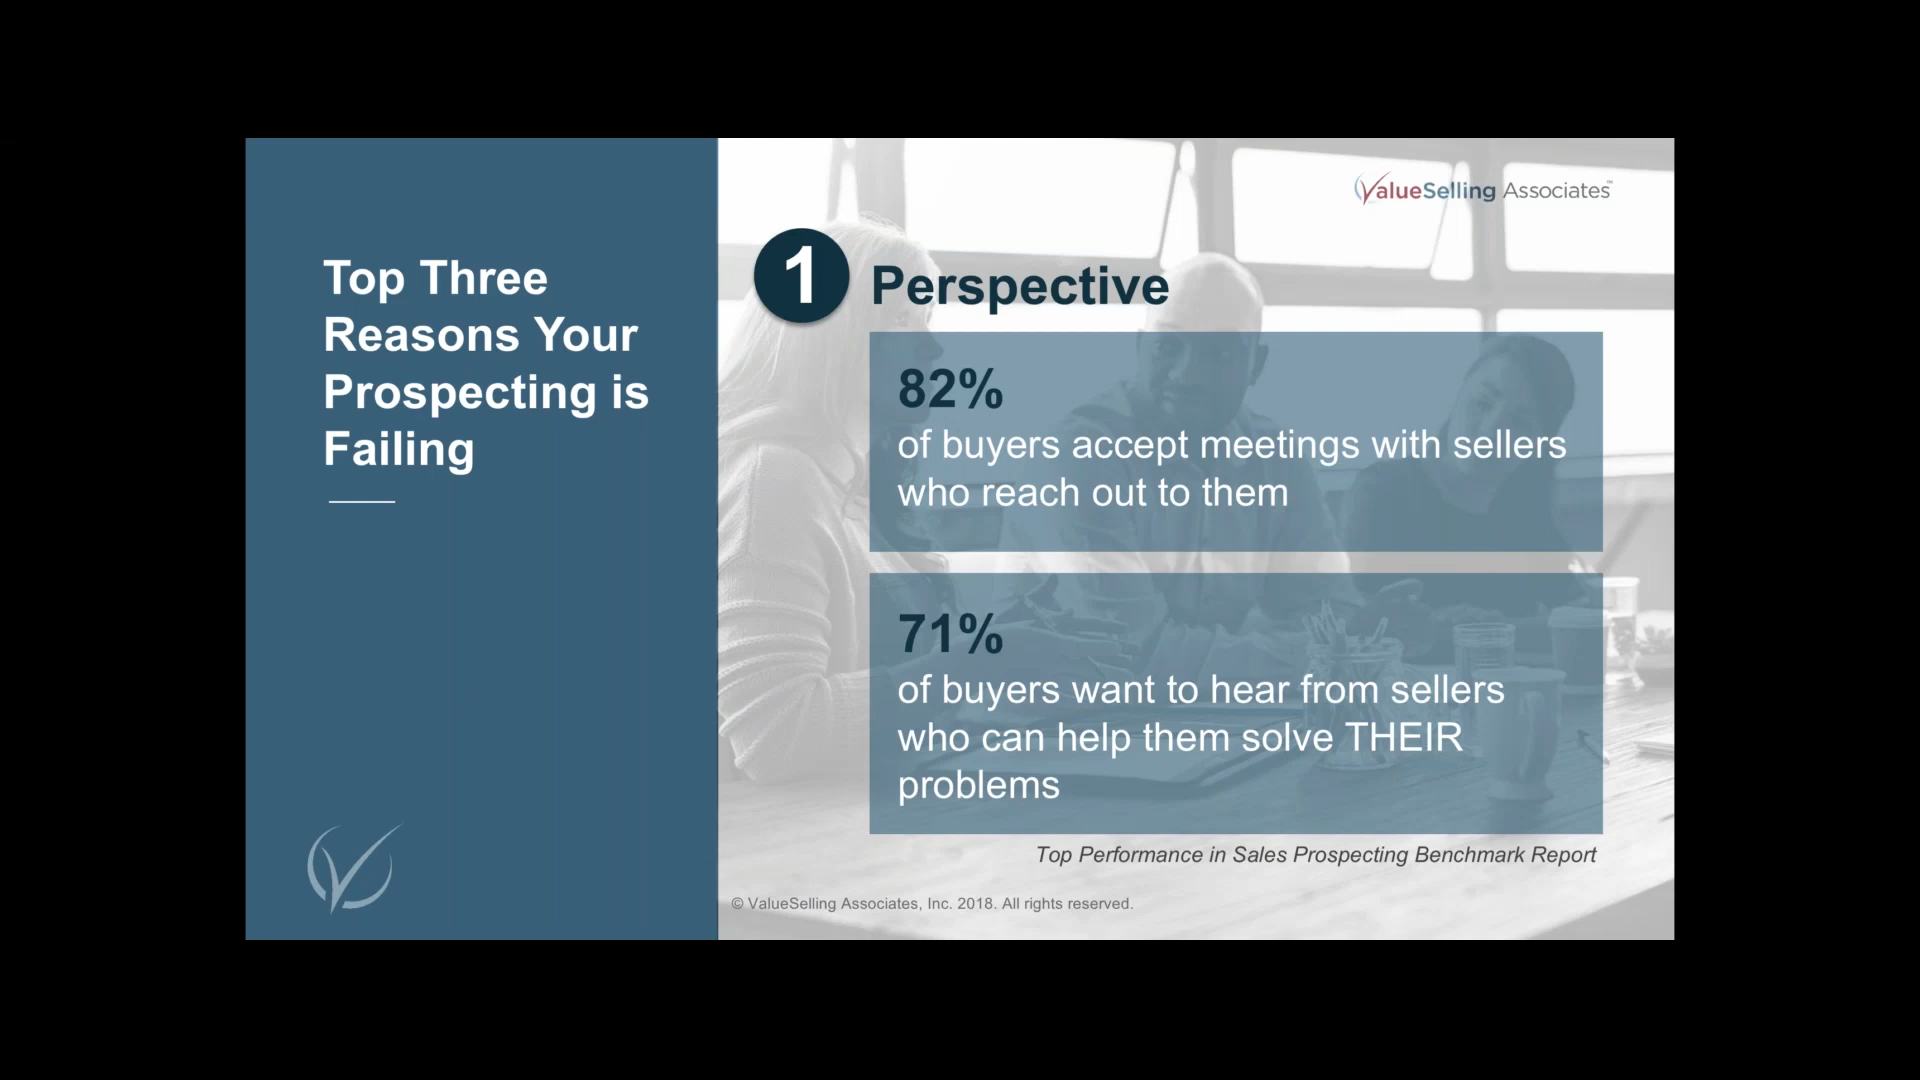 Top Three
Reasons Your
Prospecting is
Failing
ValueSelling Associates™
1
Perspective
82%
of buyers accept meetings with sellers
who reach out to them
71%
of buyers want to hear from sellers
who can help them solve THEIR
problems
Top Performance in Sales Prospecting Benchmark Report
© ValueSelling Associates, Inc. 2018. All rights reserved.